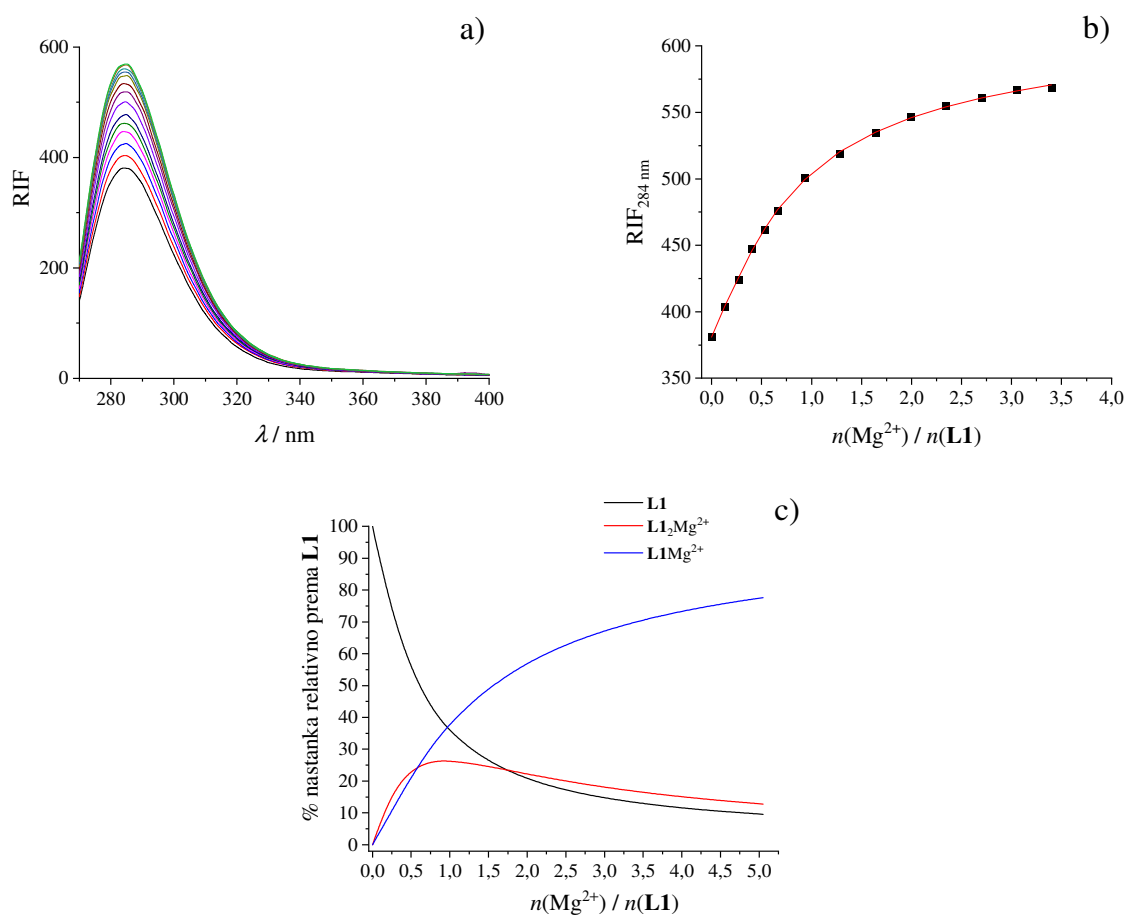 a)
RIF
600
400
200
0
280 300 320 340 360 380 400
λ / nm
b)
RIF284 nm
600
550
500
450
400
350
0,0 0,5 1,0 1,5 2,0 2,5 3,0 3,5 4,0
n(Mg²⁺) / n(L1)
c)
L1
L1₂Mg²⁺
L1Mg²⁺
% nastanka relativno prema L1
100
90
80
70
60
50
40
30
20
10
0
0,0 0,5 1,0 1,5 2,0 2,5 3,0 3,5 4,0 4,5 5,0
n(Mg²⁺) / n(L1)